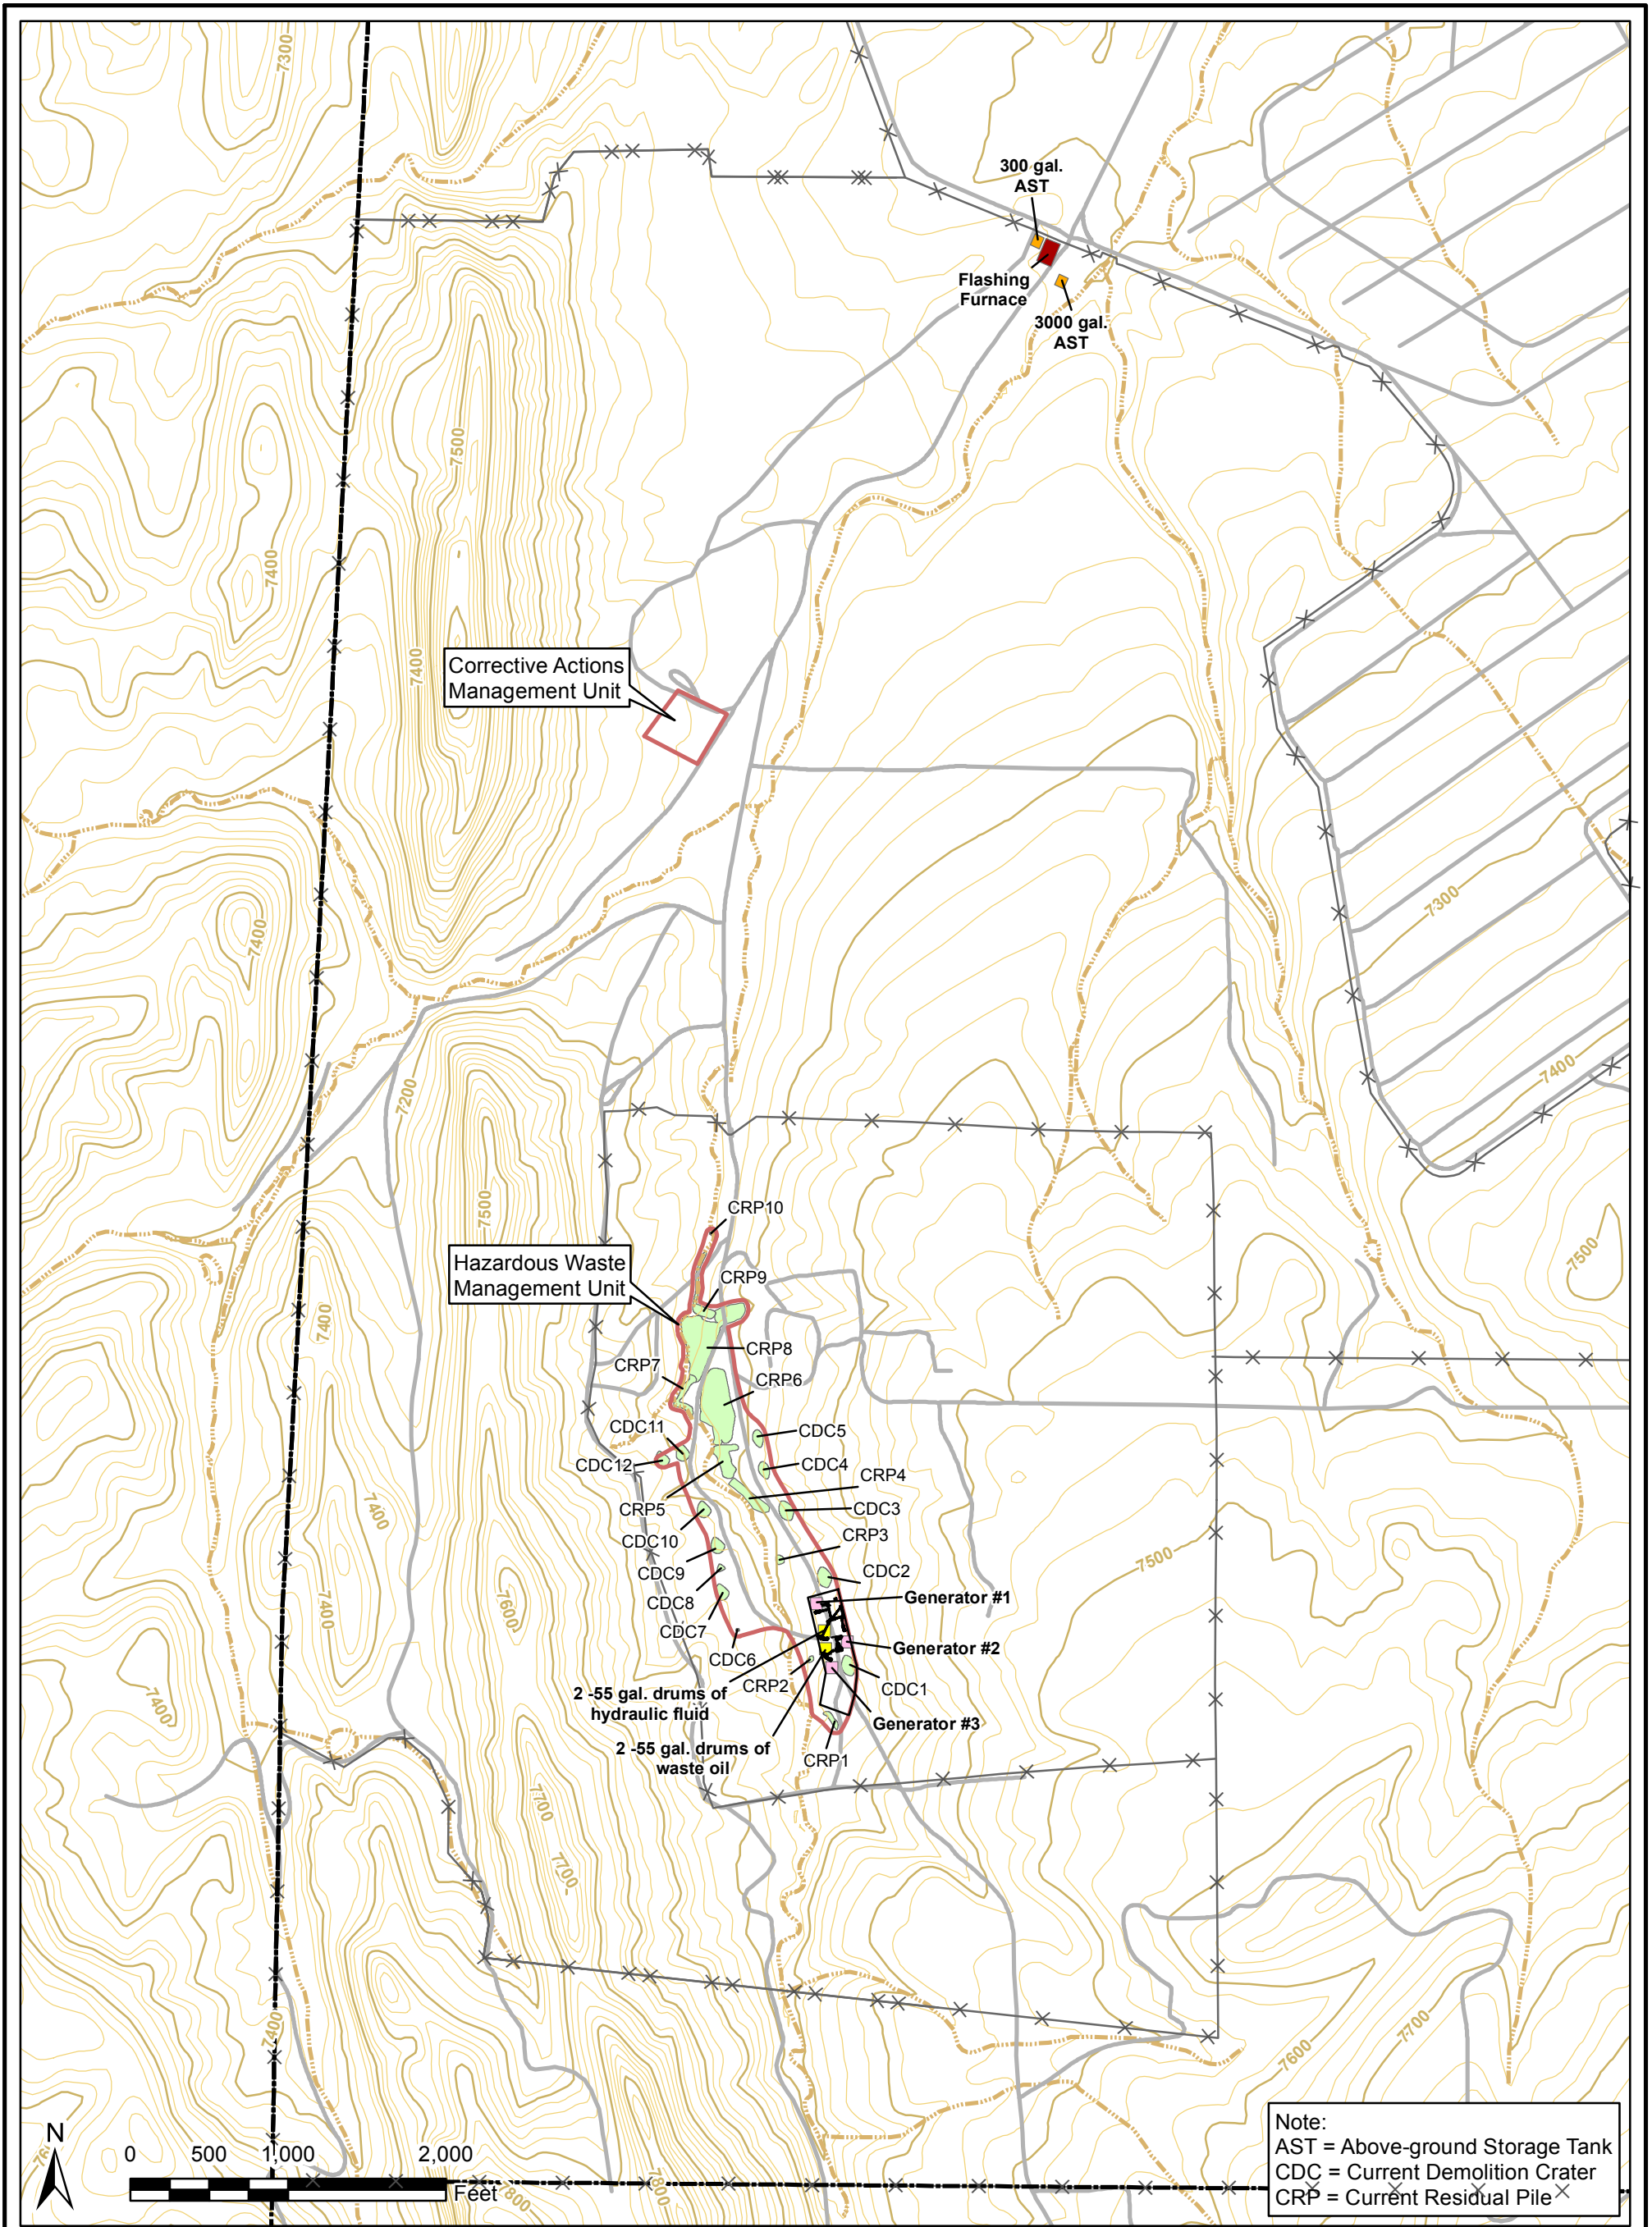 7300
300 gal.
AST
Flashing
Furnace
3000 gal.
AST
7500
7400
7400
Corrective Actions
Management Unit
7300
7400
7400
7200
7500
CRP10
7500
Hazardous Waste
Management Unit
CRP9
7400
CRP8
CRP7
CRP6
CDC11
CDC5
CDC12
CDC4
CRP4
7400
CRP5
CDC3
CDC10
CRP3
7500
CDC9
CDC2
7400
7600
CDC8
Generator #1
CDC7
Generator #2
CDC6
CRP2
CDC1
7400
2 -55 gal. drums of
hydraulic fluid
Generator #3
2 -55 gal. drums of
waste oil
CRP1
7700
7700
7400
7700
7600
N
0 500 1,000 2,000
Feet
7800
7800
Note:
AST = Above-ground Storage Tank
CDC = Current Demolition Crater
CRP = Current Residual Pile